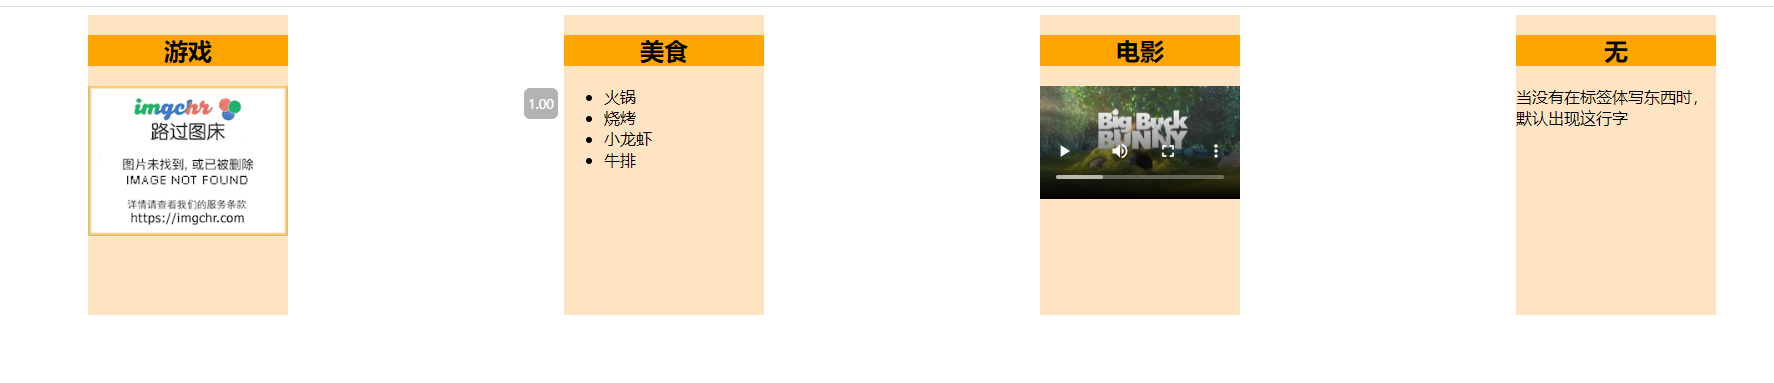 游戏
imgchr
路过图床
图片未找到, 或已被删除
IMAGE NOT FOUND
详情请查看我们的服务条款
https://imgchr.com
1.00
美食
火锅
烧烤
小龙虾
牛排
电影
Big Buck
BUNNY
无
当没有在标签体写东西时，
默认出现这行字